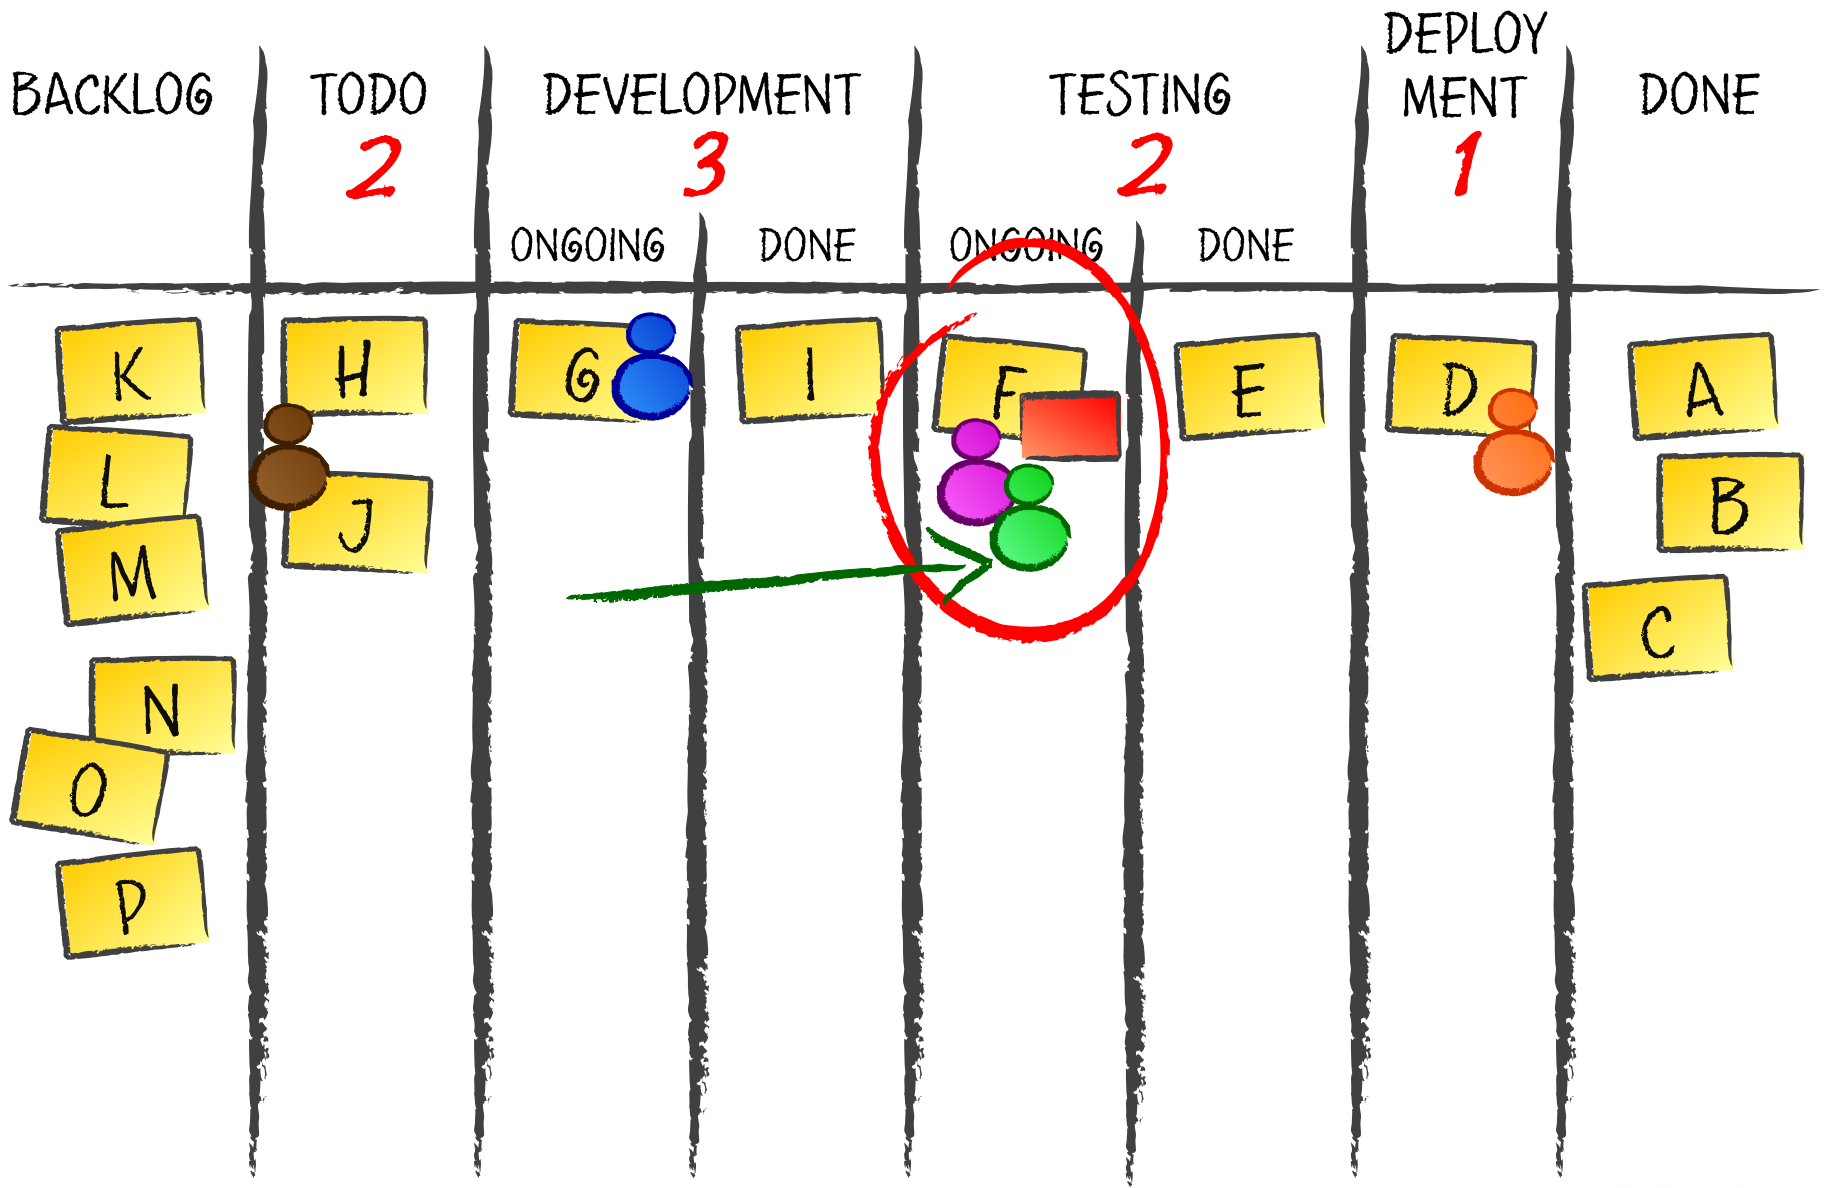 BACKLOG
TODO
2
DEVELOPMENT
3
ONGOING
DONE
TESTING
2
ONGOING
DONE
DEPLOY
MENT
1
DONE
K
L
M
N
O
P
H
J
G
I
F
E
D
A
B
C